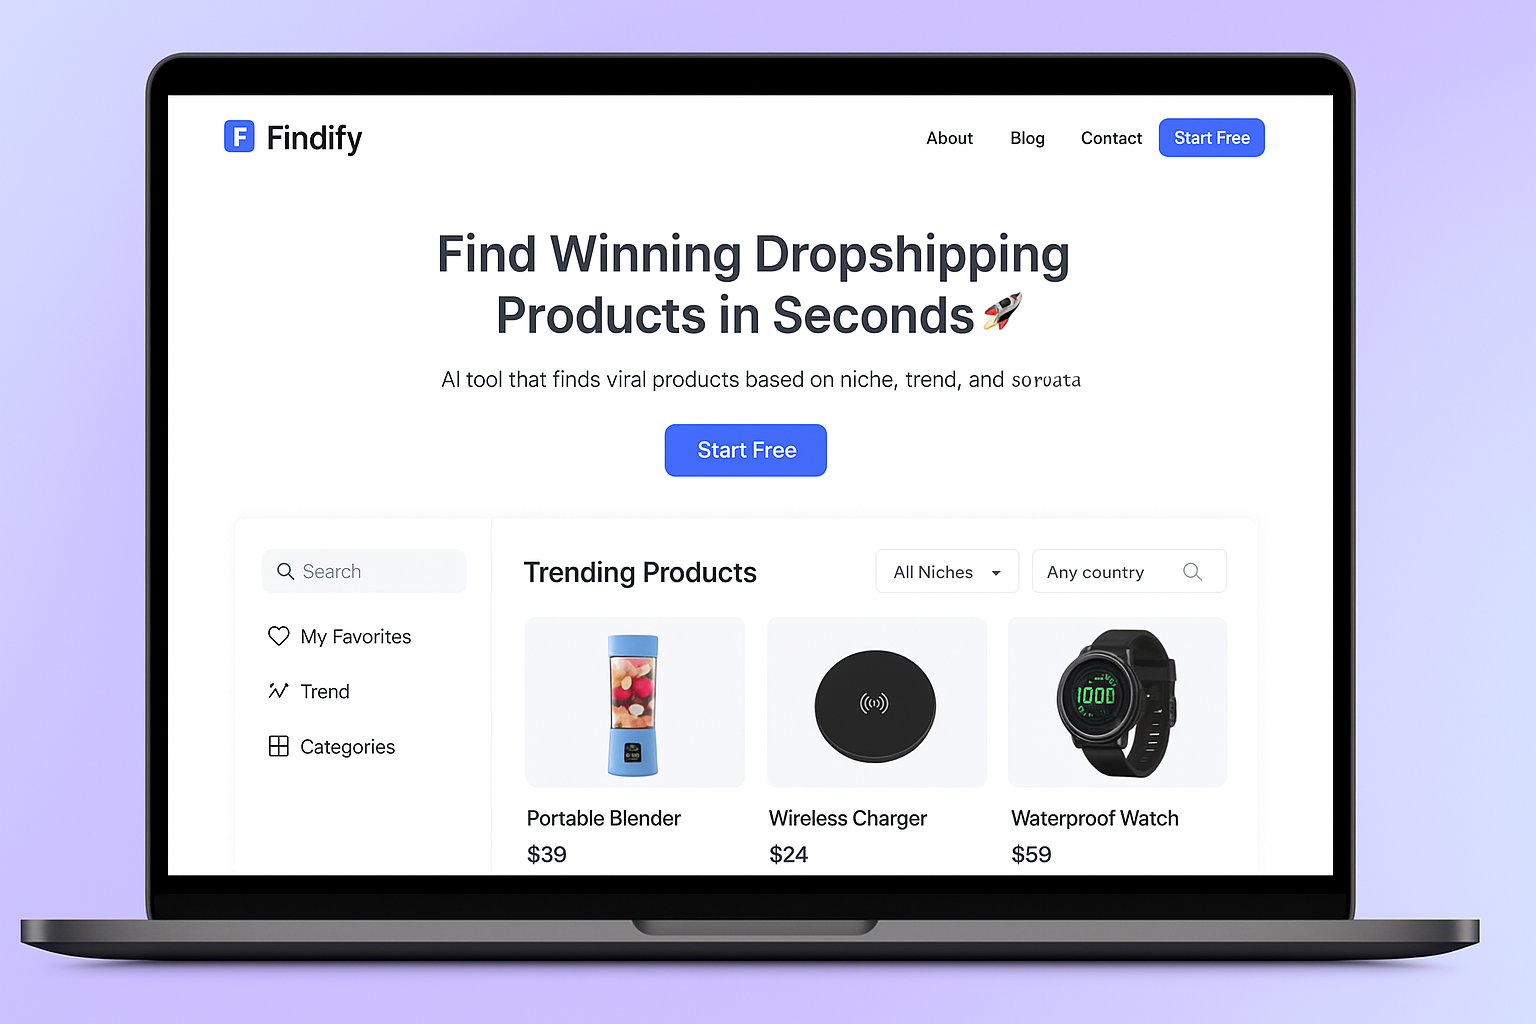 F Findify
About Blog Contact Start Free
Find Winning Dropshipping
Products in Seconds🚀
AI tool that finds viral products based on niche, trend, and sorvata
Start Free
Search
My Favorites
Trend
Categories
Trending Products
All Niches
Any country
1000
Portable Blender
$39
Wireless Charger
$24
Waterproof Watch
$59